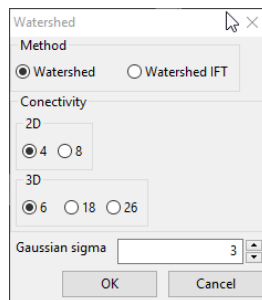 Watershed
Method
Watershed Watershed IFT
Conectivity
2D
4 8
3D
6 18 26
Gaussian sigma 3
OK Cancel